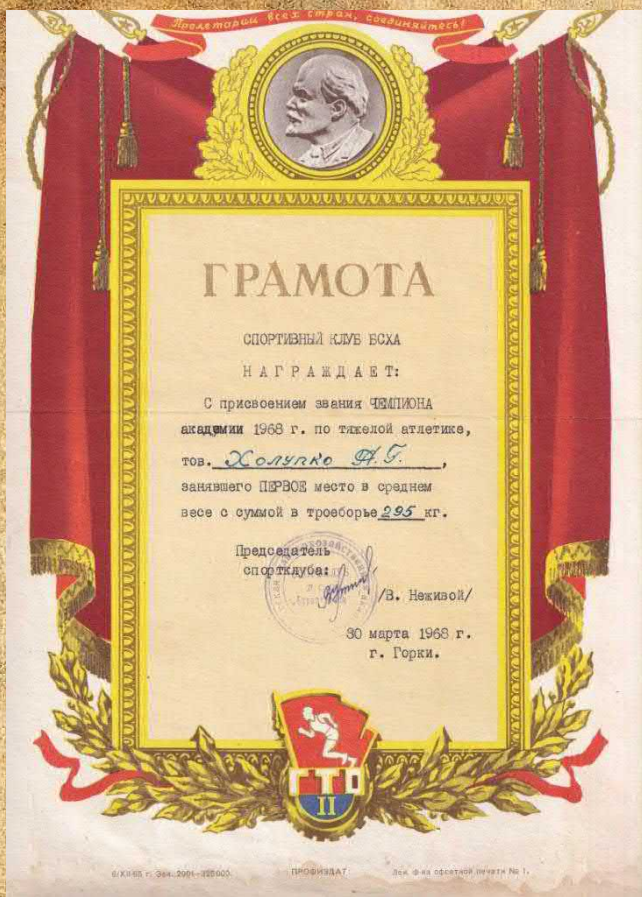 Пролетарии всех стран, соединяйтесь!
ГРАМОТА
СПОРТИВНЫЙ КЛУБ БСХА
НАГРАЖДАЕТ:
С присвоением звания ЧЕМПИОНА
академии 1968 г. по тяжелой атлетике,
тов. Холупко А.Г.,
занявшего ПЕРВОЕ место в среднем
весе с суммой в троеборье 295 кг.
Председатель
спортклуба:
/В. Неживой/
30 марта 1968 г.
г. Горки.
ГТО
II
ПРОФИЗДАТ